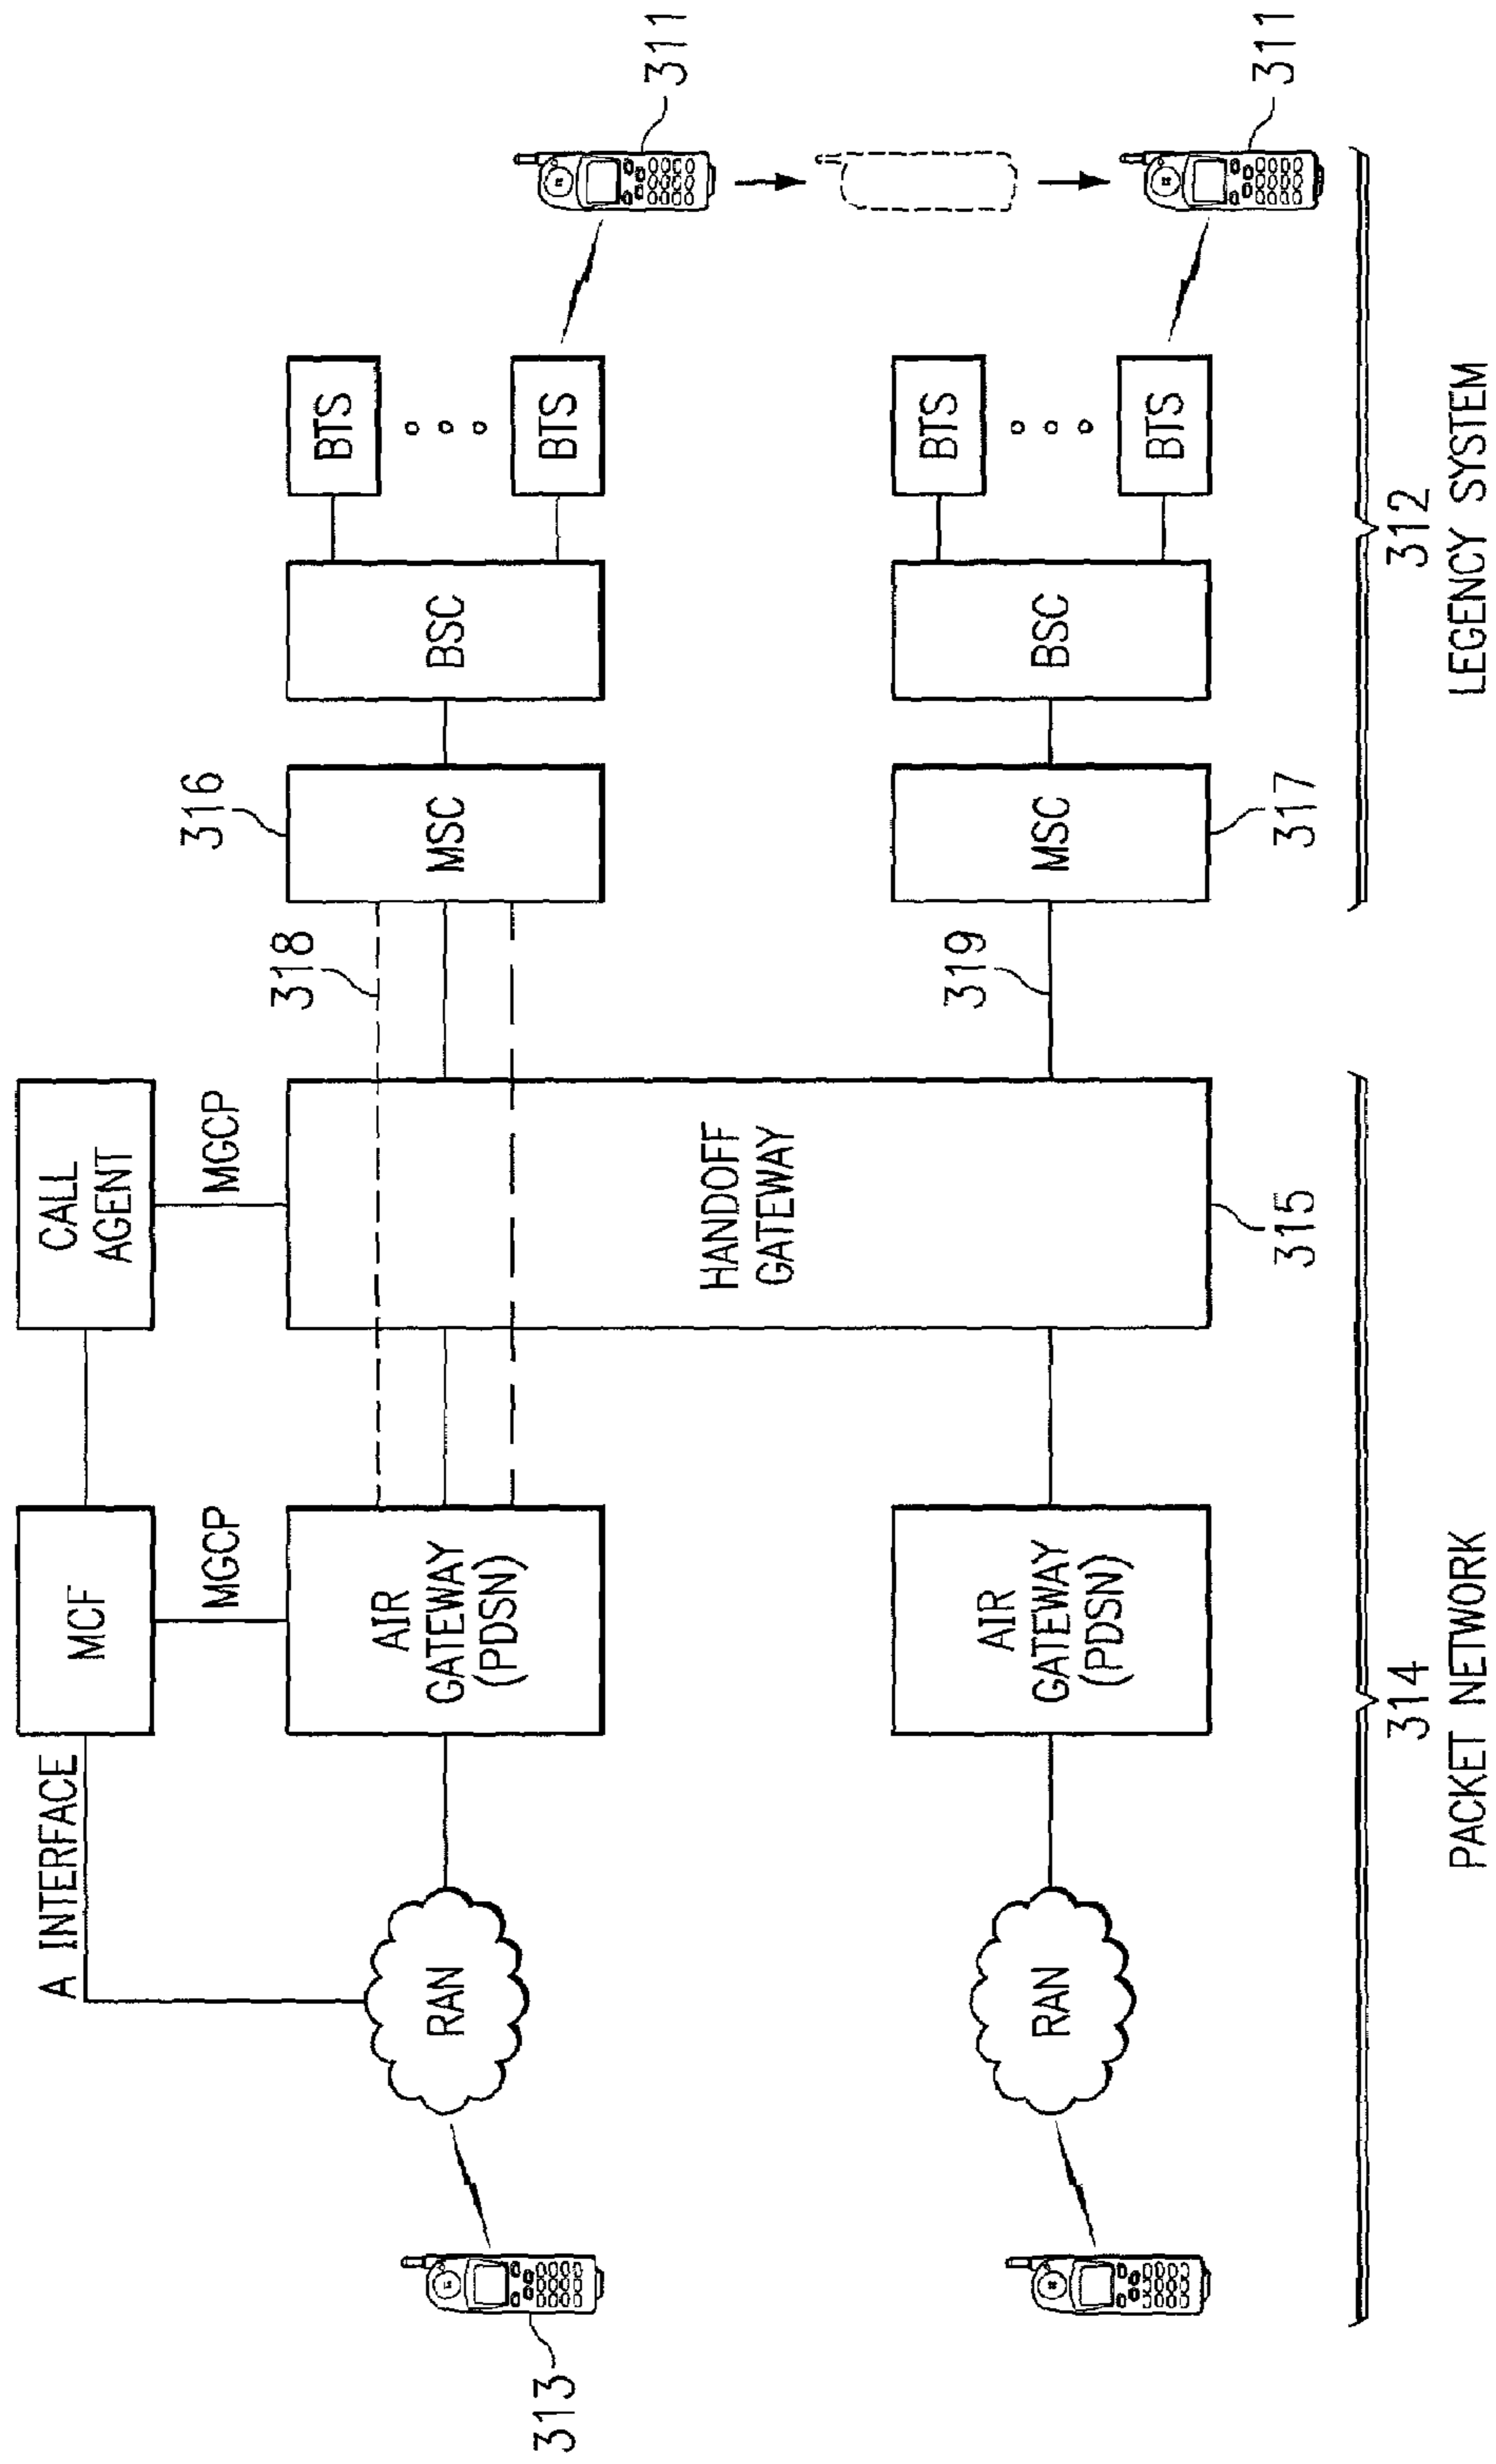 A INTERFACE
MCF
CALL
AGENT
MGCP
MGCP
318
316
313
RAN
AIR
GATEWAY
(PDSN)
HANDOFF
GATEWAY
MSC
BSC
BTS
BTS
311
319
RAN
AIR
GATEWAY
(PDSN)
MSC
BSC
BTS
BTS
311
315
317
314
PACKET NETWORK
312
LEGENCY SYSTEM